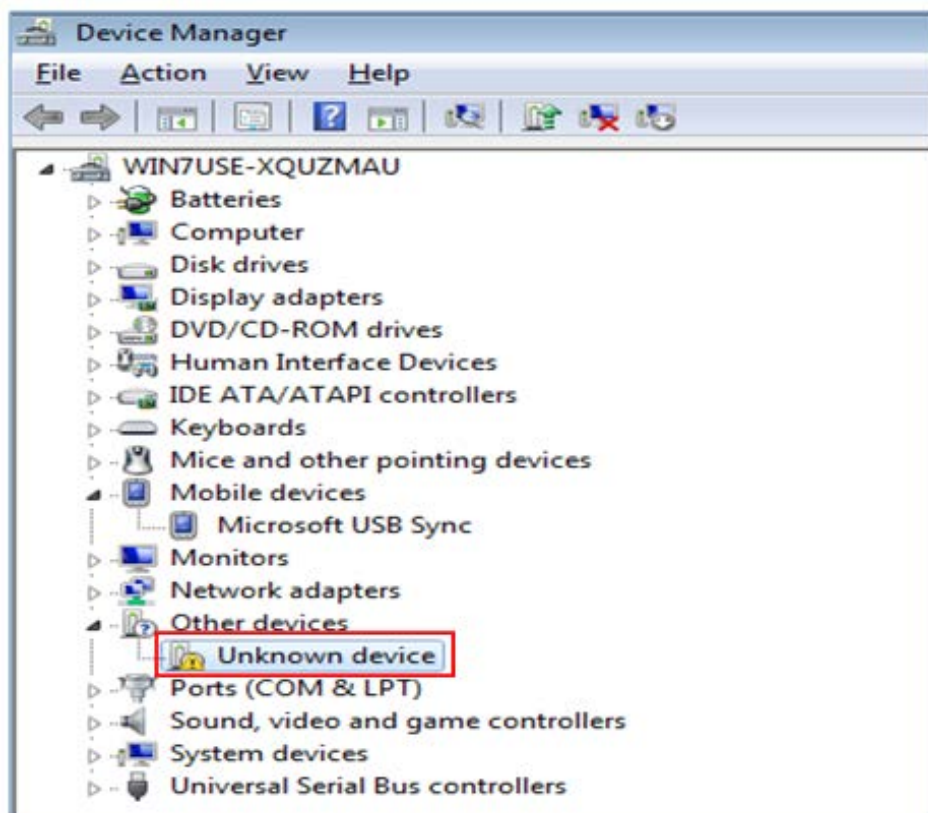 Device Manager
File Action View Help
WIN7USE-XQUZMAU
Batteries
Computer
Disk drives
Display adapters
DVD/CD-ROM drives
Human Interface Devices
IDE ATA/ATAPI controllers
Keyboards
Mice and other pointing devices
Mobile devices
Microsoft USB Sync
Monitors
Network adapters
Other devices
Unknown device
Ports (COM & LPT)
Sound, video and game controllers
System devices
Universal Serial Bus controllers